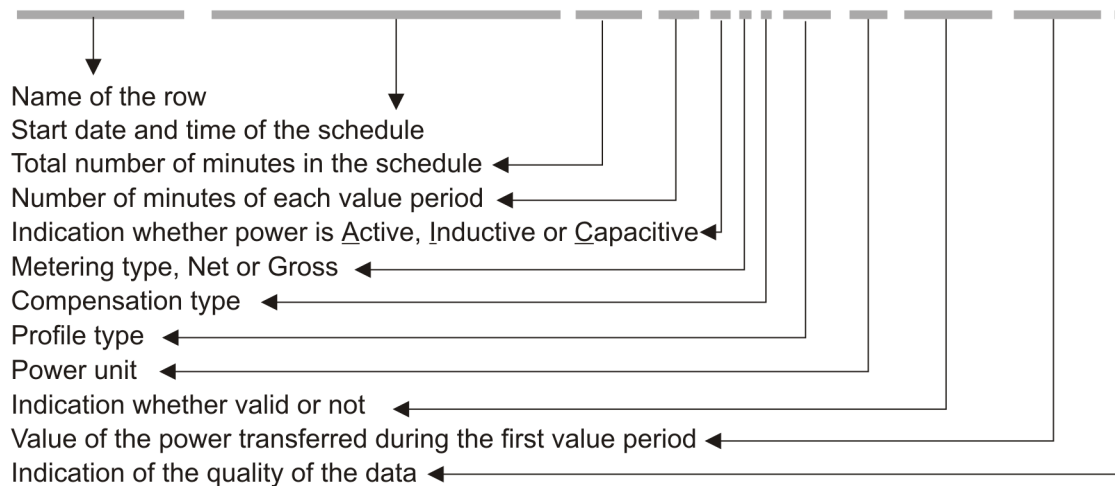 Name of the row
Start date and time of the schedule
Total number of minutes in the schedule
Number of minutes of each value period
Indication whether power is Active, Inductive or Capacitive
Metering type, Net or Gross
Compensation type
Profile type
Power unit
Indication whether valid or not
Value of the power transferred during the first value period
Indication of the quality of the data